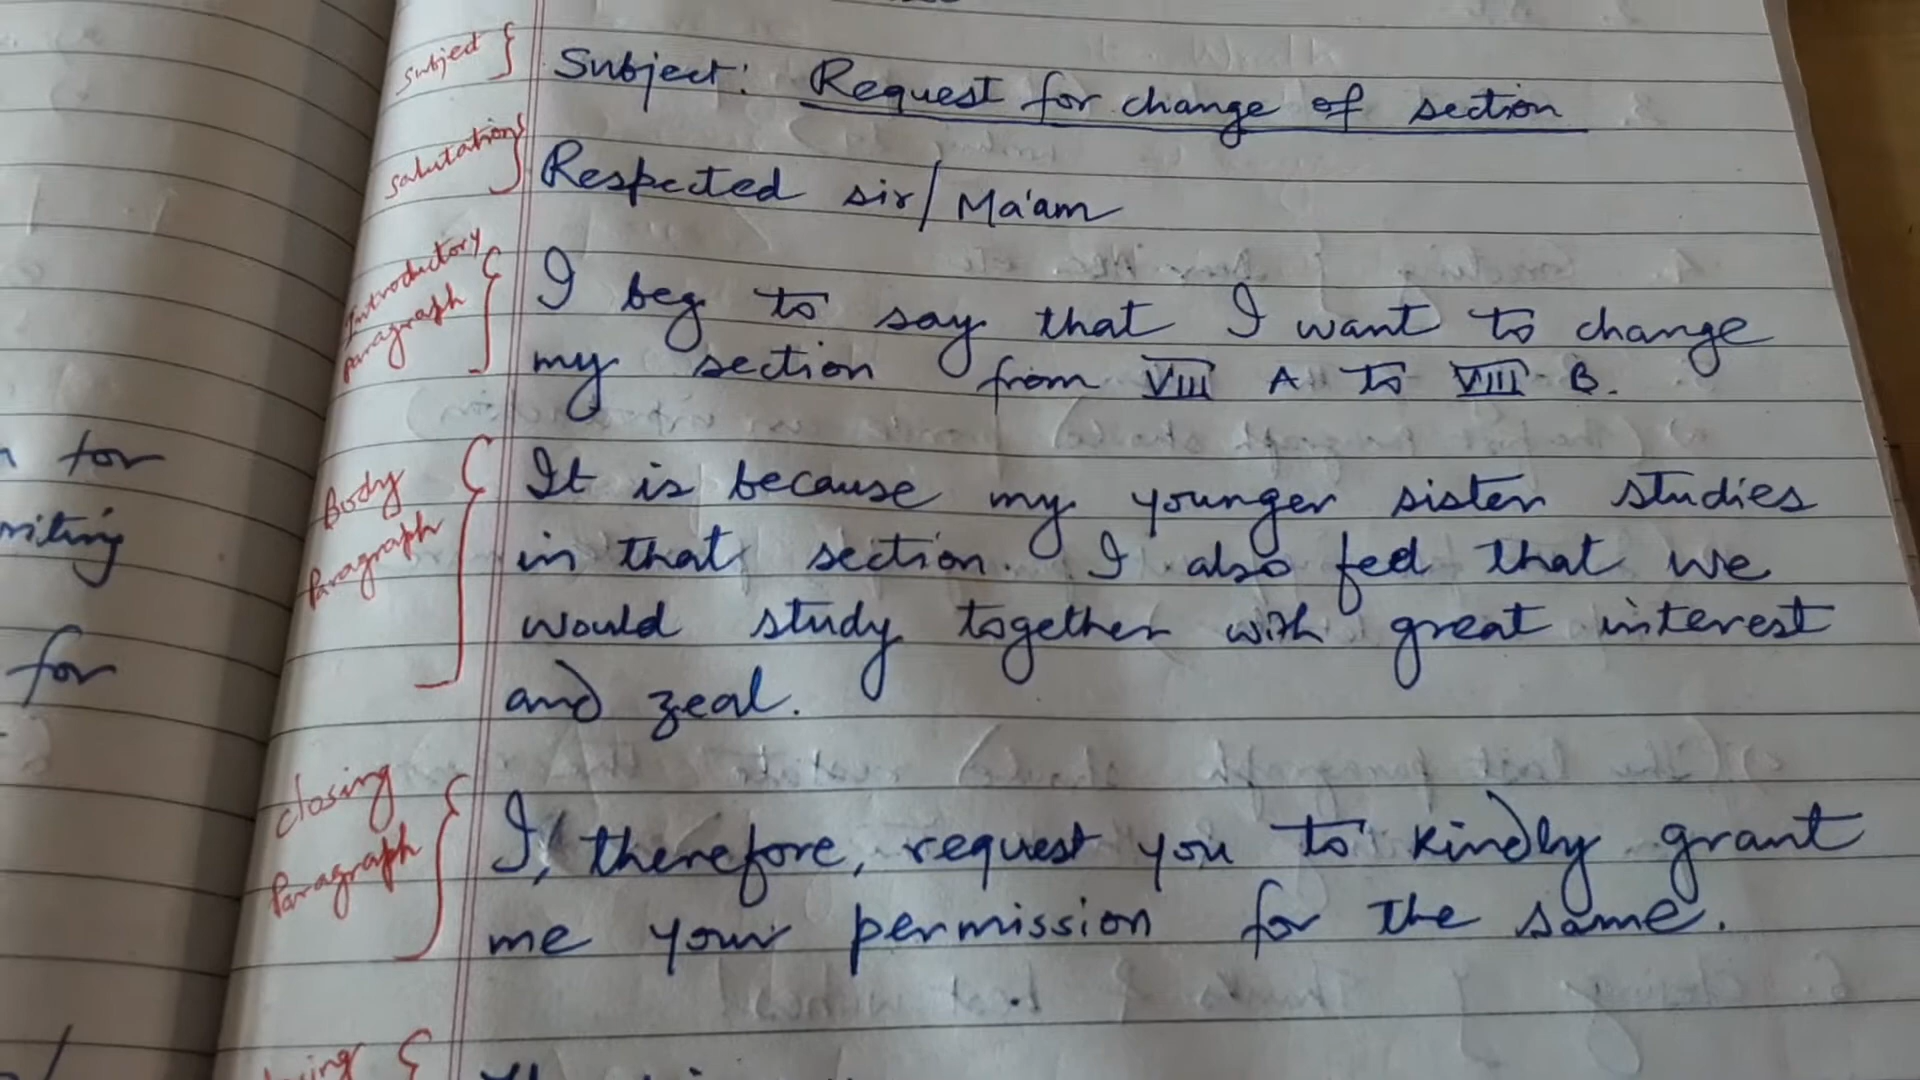 subject
Subject: Request for change of section
salutation
Respected sir/Ma'am
Introductory
paragraph
I beg to say that I want to change
my section from VIII A to VIII B.
Body
Paragraph
It is because my younger sister studies
in that section. I also feel that we
would study together with great interest
and zeal.
closing
Paragraph
I, therefore, request you to kindly grant
me your permission for the same.
for
for